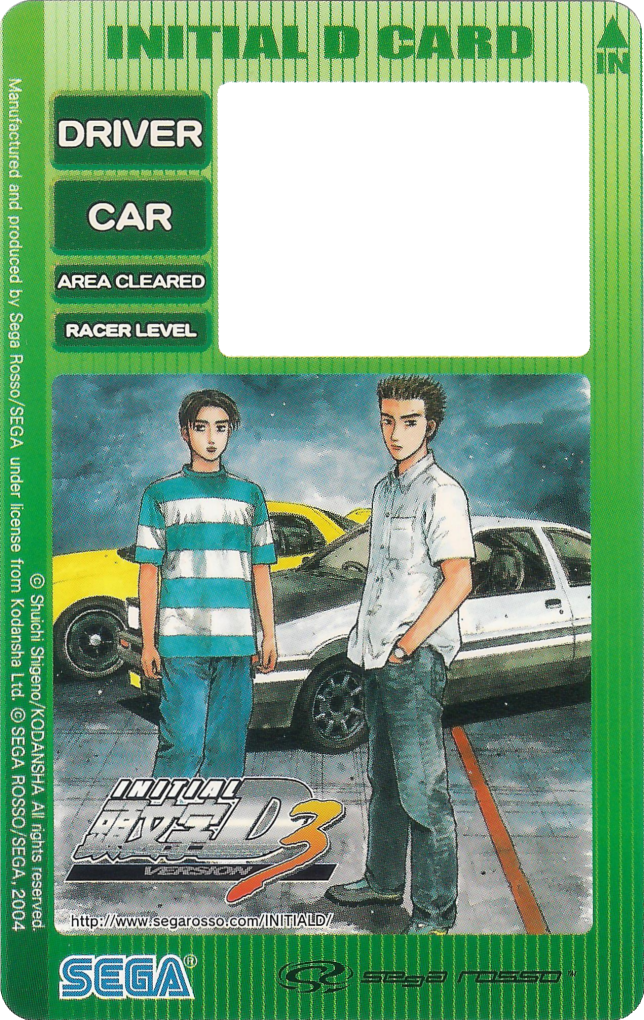 INITIAL D CARD
IN
DRIVER
CAR
AREA CLEARED
RACER LEVEL
Manufactured and produced by Sega Rosso/SEGA under license from Kodansha Ltd. © SEGA ROSSO/SEGA, 2004
© Shuichi Shigeno/KODANSHA All rights reserved.
INITIAL
頭文字D3
VERSION
http://www.segarosso.com/INITIALD/
SEGA®
sega rosso™